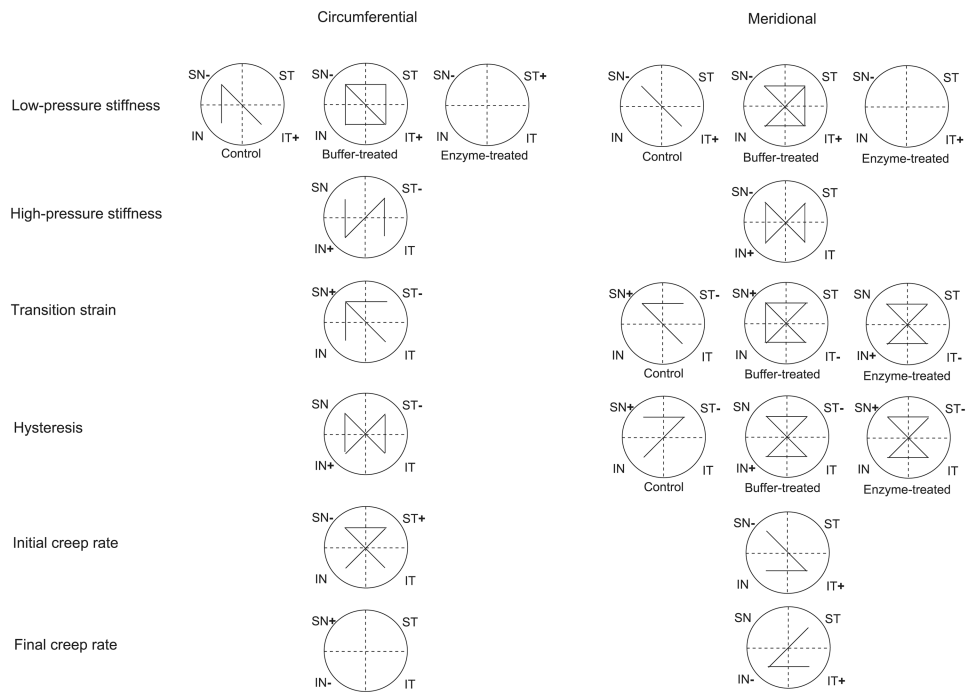 Circumferential Meridional
SN- ST SN- ST SN- ST+ SN- ST SN- ST SN- ST
Low-pressure stiffness
IN IT+ IN IT+ IN IT IN IT+ IN IT+ IN IT+
Control Buffer-treated Enzyme-treated Control Buffer-treated Enzyme-treated
SN ST- SN- ST
High-pressure stiffness
IN+ IT IN+ IT
SN+ ST- SN+ ST- SN+ ST SN ST
Transition strain
IN IT IN IT IN IT- IN+ IT-
Control Buffer-treated Enzyme-treated
SN ST- SN+ ST- SN ST- SN+ ST-
Hysteresis
IN+ IT IN IT IN+ IT IN IT
Control Buffer-treated Enzyme-treated
SN- ST+ SN- ST
Initial creep rate
IN IT IN IT+
SN+ ST SN ST
Final creep rate
IN- IT IN IT+